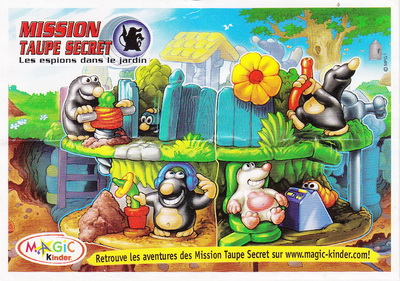 MISSION
TAUPE SECRET
Les espions dans le jardin
MAGIC
Kinder
Retrouve les aventures des Mission Taupe Secret sur www.magic-kinder.com!